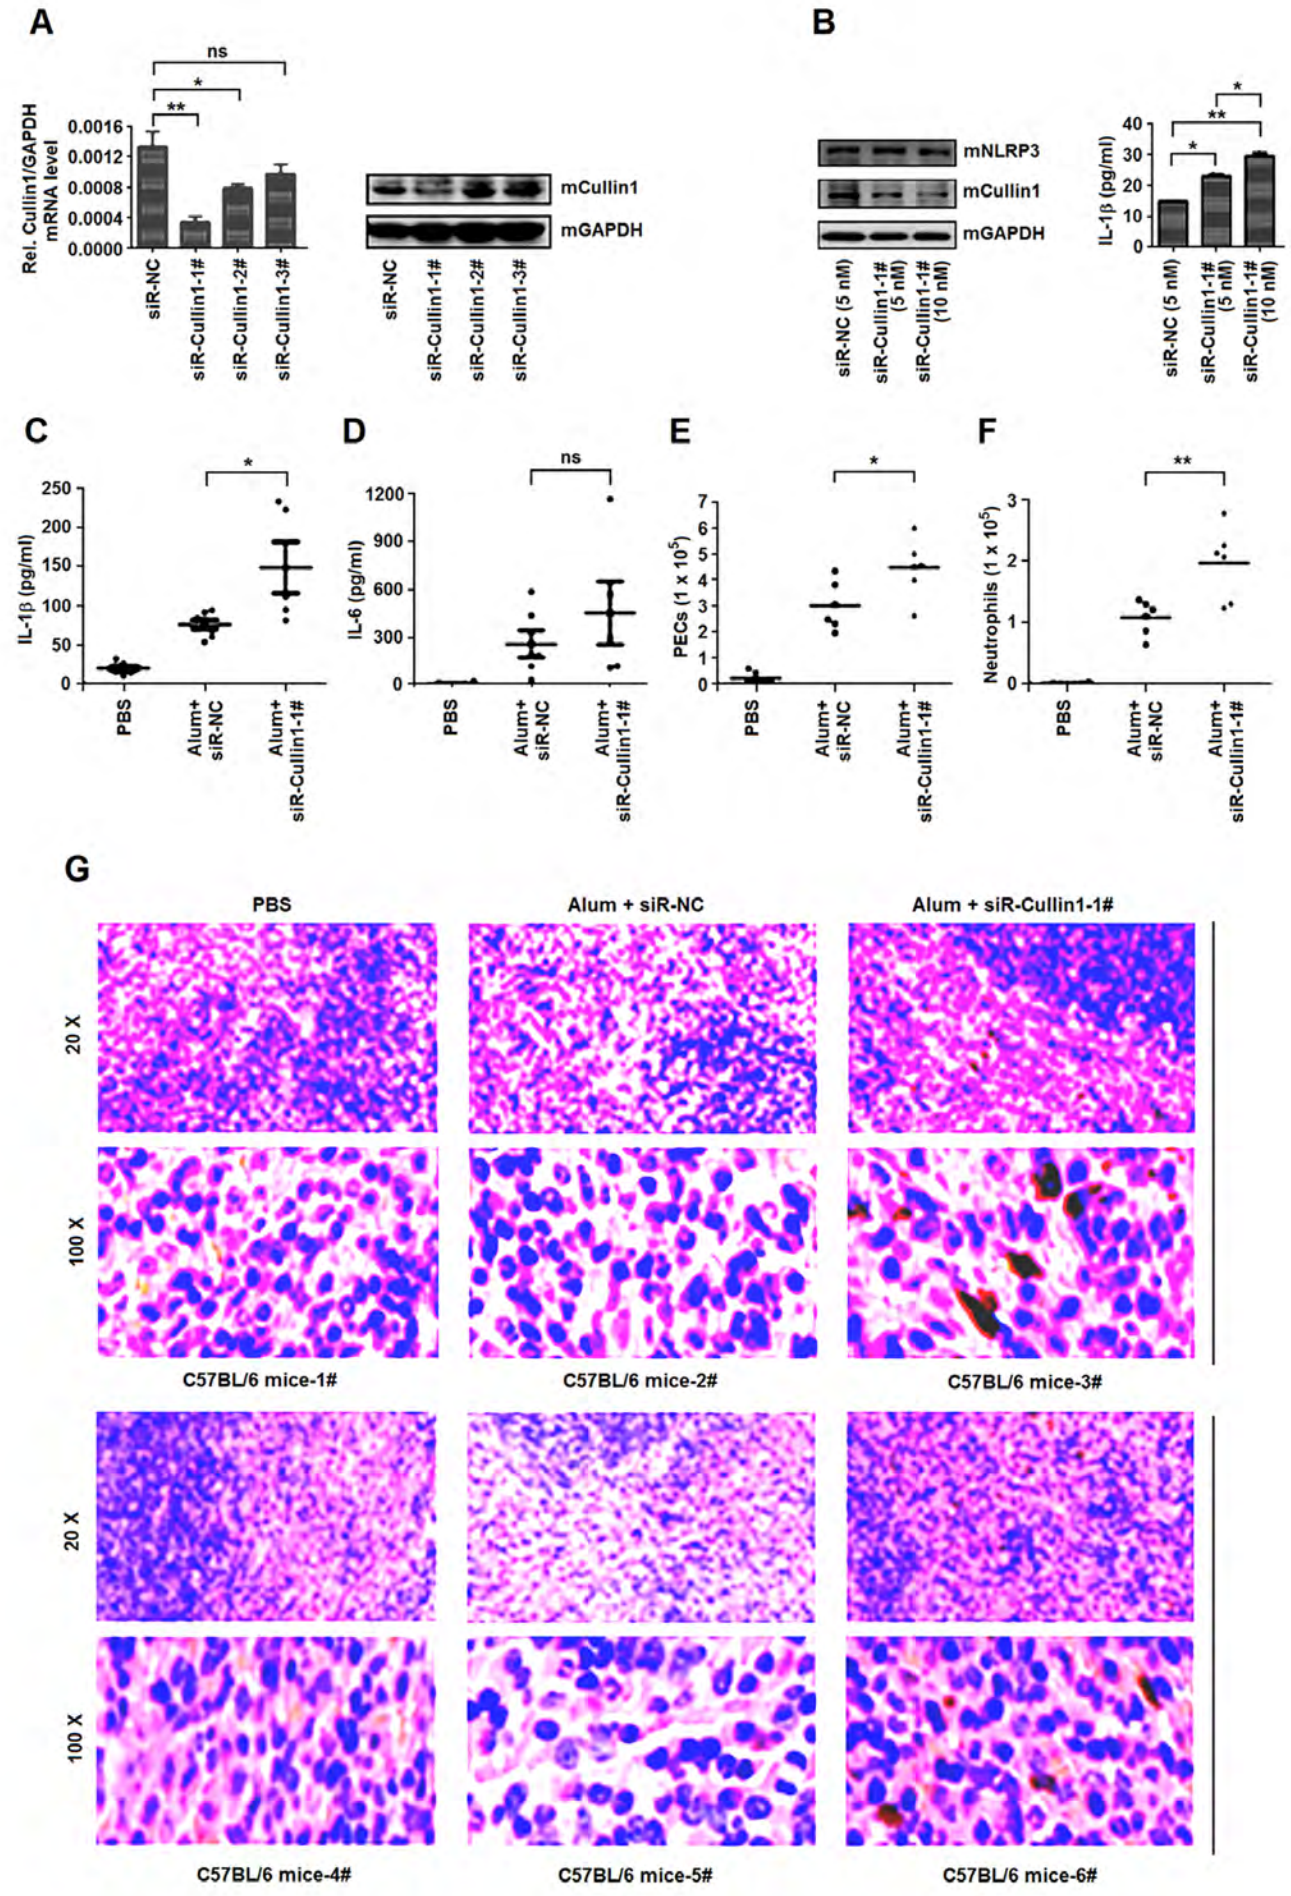 A
ns
*
**
Rel. Cullin1/GAPDH
mRNA level
0.0016
0.0012
0.0008
0.0004
0.0000
siR-NC
siR-Cullin1-1#
siR-Cullin1-2#
siR-Cullin1-3#
mCullin1
mGAPDH
siR-NC
siR-Cullin1-1#
siR-Cullin1-2#
siR-Cullin1-3#
B
mNLRP3
mCullin1
mGAPDH
siR-NC (5 nM)
siR-Cullin1-1#
(5 nM)
siR-Cullin1-1#
(10 nM)
*
**
*
IL-1β (pg/ml)
40
30
20
10
0
siR-NC (5 nM)
siR-Cullin1-1#
(5 nM)
siR-Cullin1-1#
(10 nM)
C
*
IL-1β (pg/ml)
250
200
150
100
50
0
PBS
Alum+
siR-NC
Alum+
siR-Cullin1-1#
D
ns
IL-6 (pg/ml)
1200
900
600
300
0
PBS
Alum+
siR-NC
Alum+
siR-Cullin1-1#
E
*
PECs (1 x 10⁵)
7
6
5
4
3
2
1
0
PBS
Alum+
siR-NC
Alum+
siR-Cullin1-1#
F
**
Neutrophils (1 x 10⁵)
3
2
1
0
PBS
Alum+
siR-NC
Alum+
siR-Cullin1-1#
G
PBS
Alum + siR-NC
Alum + siR-Cullin1-1#
20 X
100 X
C57BL/6 mice-1#
C57BL/6 mice-2#
C57BL/6 mice-3#
20 X
100 X
C57BL/6 mice-4#
C57BL/6 mice-5#
C57BL/6 mice-6#